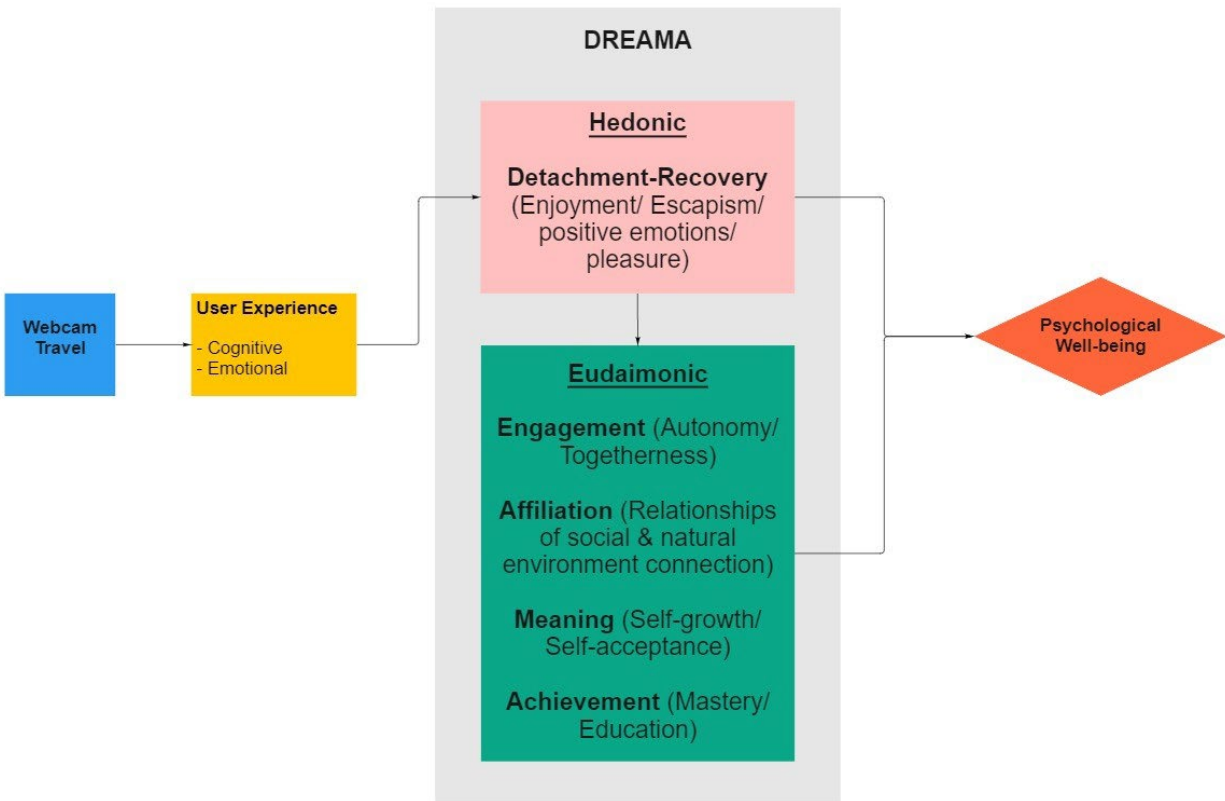 DREAMA
Hedonic
Detachment-Recovery
(Enjoyment/ Escapism/
positive emotions/
pleasure)
Webcam
Travel
User Experience
- Cognitive
- Emotional
Psychological
Well-being
Eudaimonic
Engagement (Autonomy/
Togetherness)
Affiliation (Relationships
of social & natural
environment connection)
Meaning (Self-growth/
Self-acceptance)
Achievement (Mastery/
Education)